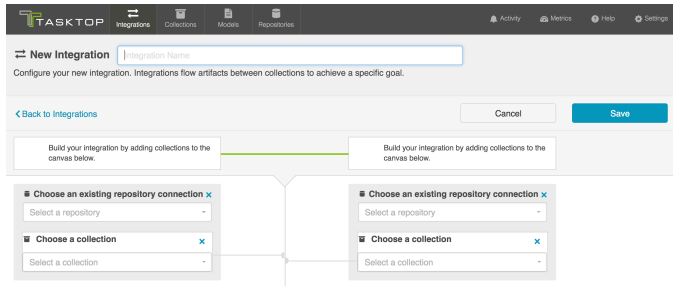 TASKTOP
Integrations
Collections
Models
Repositories
Activity
Metrics
Help
Settings
New Integration
Integration Name
Configure your new integration. Integrations flow artifacts between collections to achieve a specific goal.
Back to Integrations
Cancel
Save
Build your integration by adding collections to the
canvas below.
Build your integration by adding collections to the
canvas below.
Choose an existing repository connection
Select a repository
Choose a collection
Select a collection
Choose an existing repository connection
Select a repository
Choose a collection
Select a collection